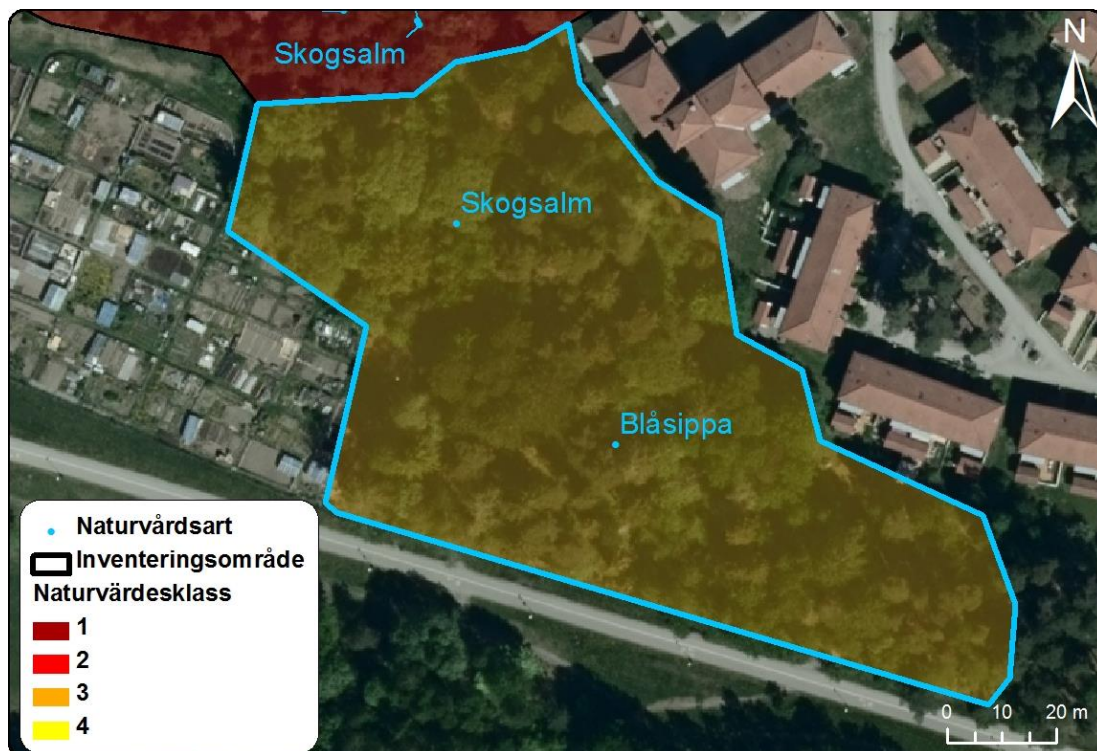 Skogsalm
N
Skogsalm
Blåsippa
Naturvårdsart
Inventeringsområde
Naturvärdesklass
1
2
3
4
0 10 20 m